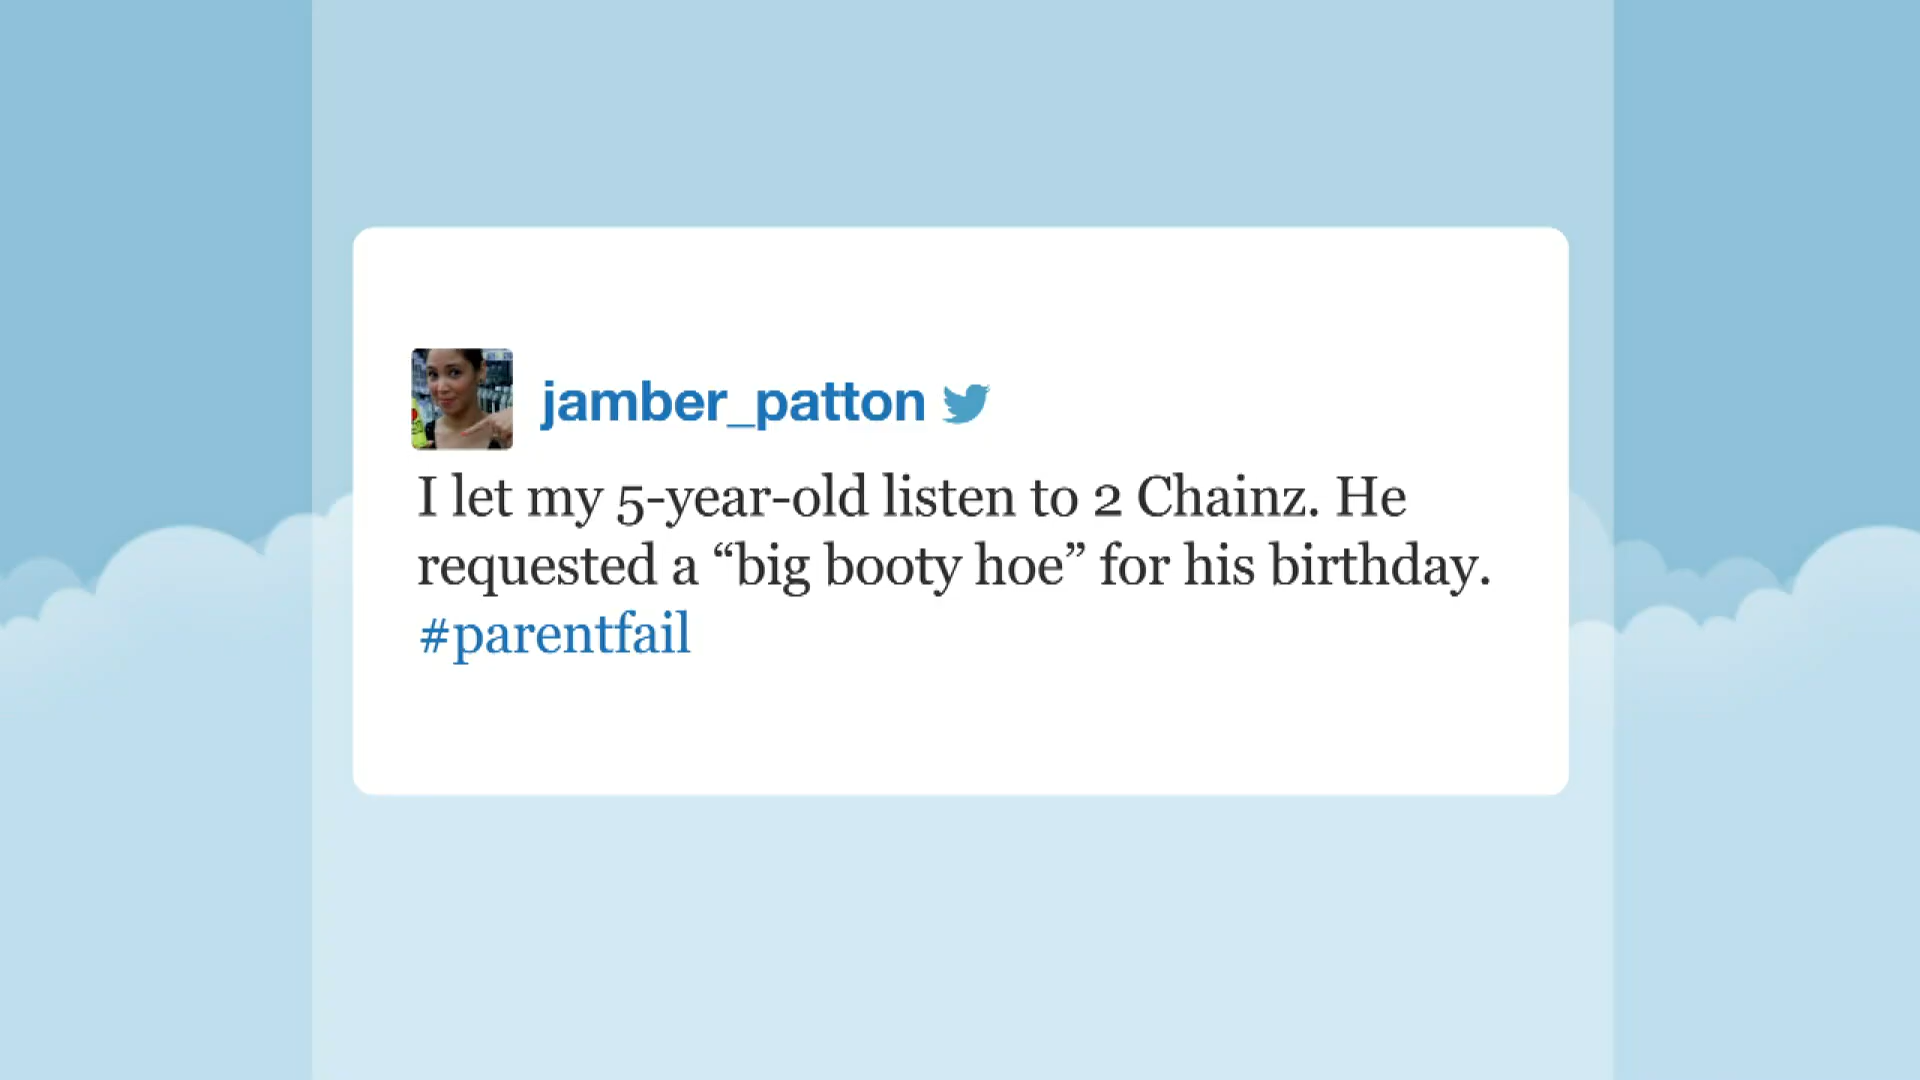 jamber_patton
I let my 5-year-old listen to 2 Chainz. He
requested a “big booty hoe” for his birthday.
#parentfail